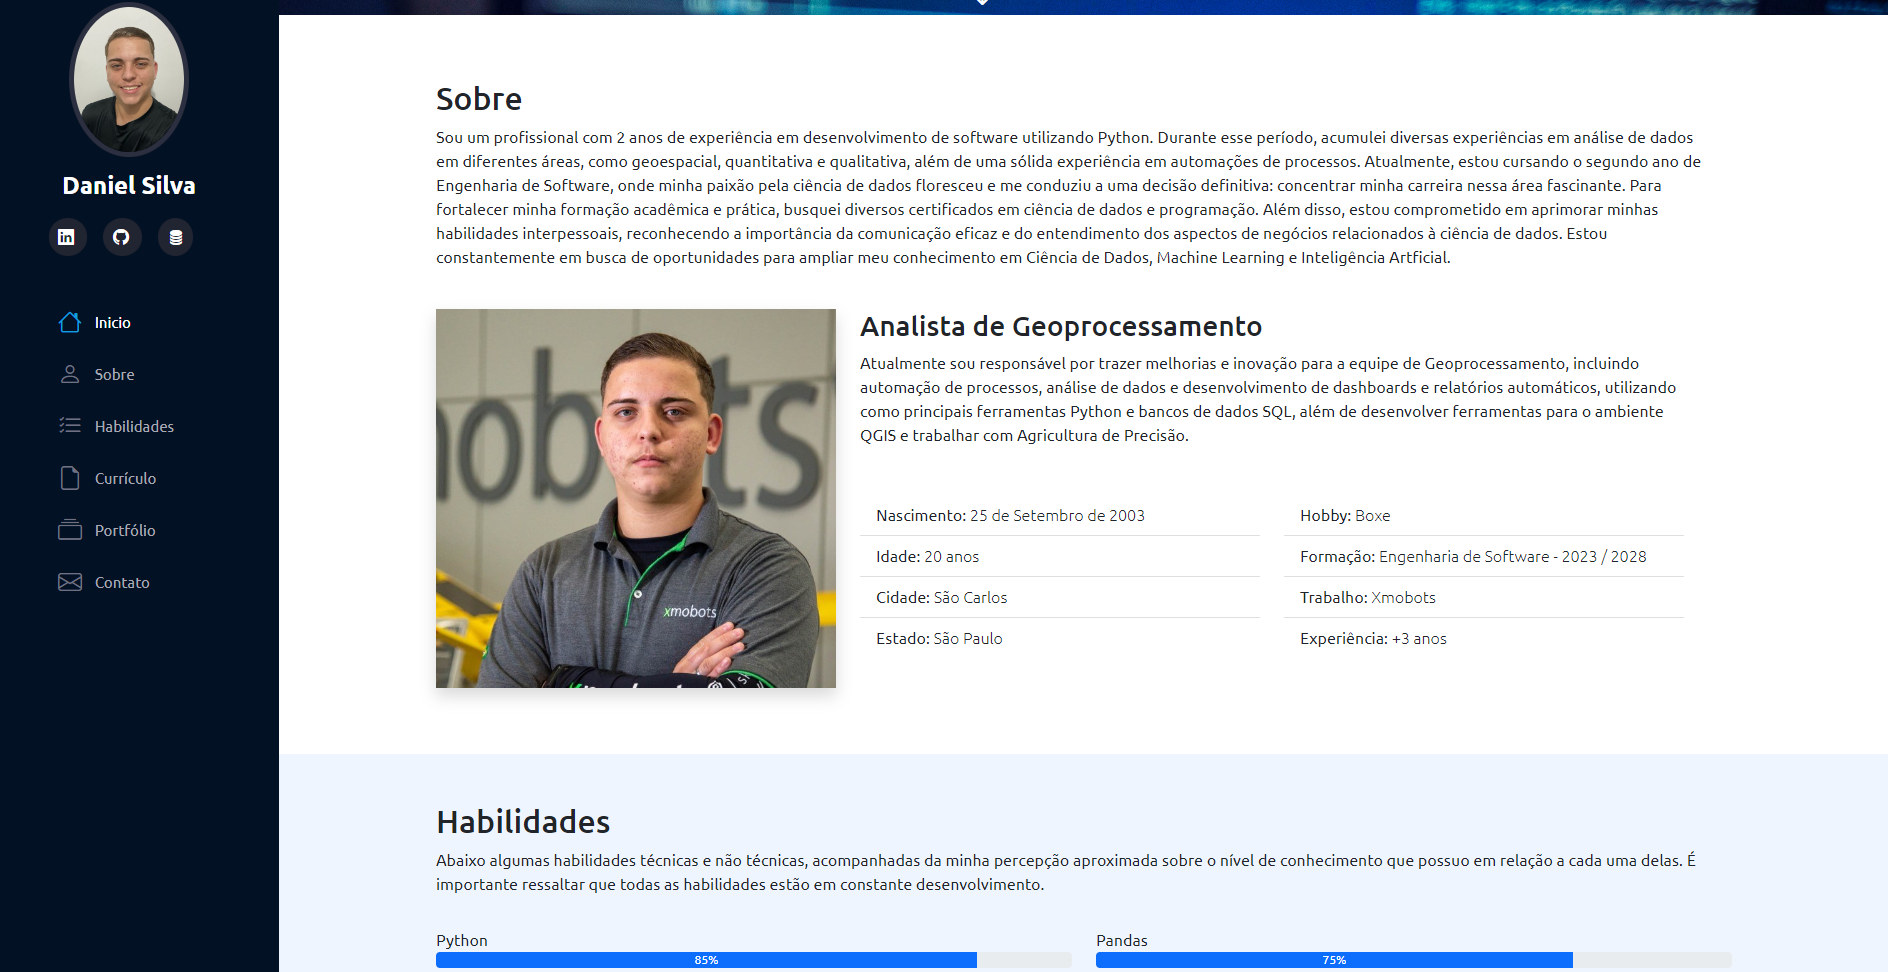 Daniel Silva
Inicio
Sobre
Habilidades
Currículo
Portfólio
Contato
Sobre
Sou um profissional com 2 anos de experiência em desenvolvimento de software utilizando Python. Durante esse período, acumulei diversas experiências em análise de dados
em diferentes áreas, como geoespacial, quantitativa e qualitativa, além de uma sólida experiência em automações de processos. Atualmente, estou cursando o segundo ano de
Engenharia de Software, onde minha paixão pela ciência de dados floresceu e me conduziu a uma decisão definitiva: concentrar minha carreira nessa área fascinante. Para
fortalecer minha formação acadêmica e prática, busquei diversos certificados em ciência de dados e programação. Além disso, estou comprometido em aprimorar minhas
habilidades interpessoais, reconhecendo a importância da comunicação eficaz e do entendimento dos aspectos de negócios relacionados à ciência de dados. Estou
constantemente em busca de oportunidades para ampliar meu conhecimento em Ciência de Dados, Machine Learning e Inteligência Artficial.
mobots
xmobots
Analista de Geoprocessamento
Atualmente sou responsável por trazer melhorias e inovação para a equipe de Geoprocessamento, incluindo
automação de processos, análise de dados e desenvolvimento de dashboards e relatórios automáticos, utilizando
como principais ferramentas Python e bancos de dados SQL, além de desenvolver ferramentas para o ambiente
QGIS e trabalhar com Agricultura de Precisão.
Nascimento: 25 de Setembro de 2003
Idade: 20 anos
Cidade: São Carlos
Estado: São Paulo
Hobby: Boxe
Formação: Engenharia de Software - 2023 / 2028
Trabalho: Xmobots
Experiência: +3 anos
Habilidades
Abaixo algumas habilidades técnicas e não técnicas, acompanhadas da minha percepção aproximada sobre o nível de conhecimento que possuo em relação a cada uma delas. É
importante ressaltar que todas as habilidades estão em constante desenvolvimento.
Python
85%
Pandas
75%